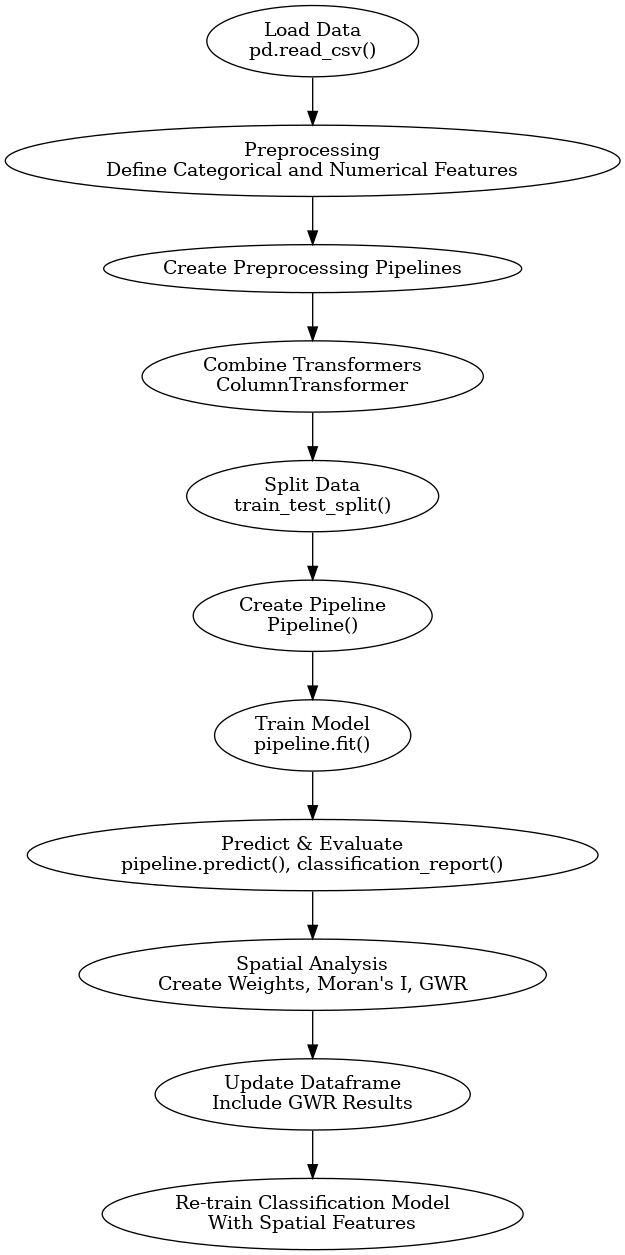 Load Data
pd.read_csv()
Preprocessing
Define Categorical and Numerical Features
Create Preprocessing Pipelines
Combine Transformers
ColumnTransformer
Split Data
train_test_split()
Create Pipeline
Pipeline()
Train Model
pipeline.fit()
Predict & Evaluate
pipeline.predict(), classification_report()
Spatial Analysis
Create Weights, Moran's I, GWR
Update Dataframe
Include GWR Results
Re-train Classification Model
With Spatial Features